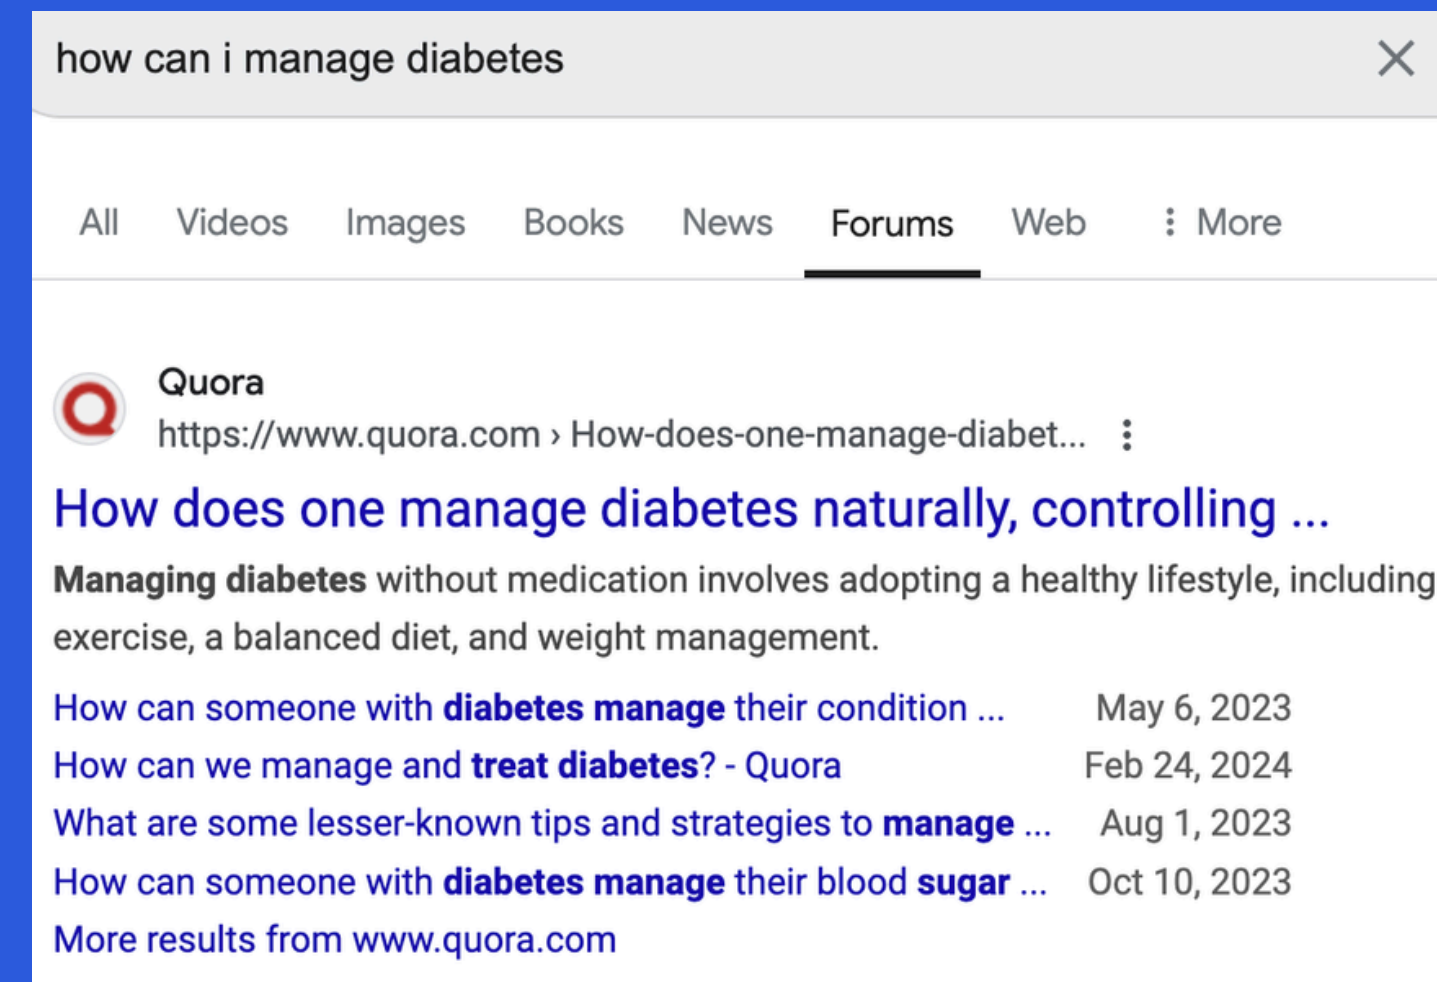 how can i manage diabetes
All Videos Images Books News Forums Web More
Quora
https://www.quora.com › How-does-one-manage-diabet...
How does one manage diabetes naturally, controlling ...
Managing diabetes without medication involves adopting a healthy lifestyle, including
exercise, a balanced diet, and weight management.
How can someone with diabetes manage their condition ... May 6, 2023
How can we manage and treat diabetes? - Quora Feb 24, 2024
What are some lesser-known tips and strategies to manage ... Aug 1, 2023
How can someone with diabetes manage their blood sugar ... Oct 10, 2023
More results from www.quora.com